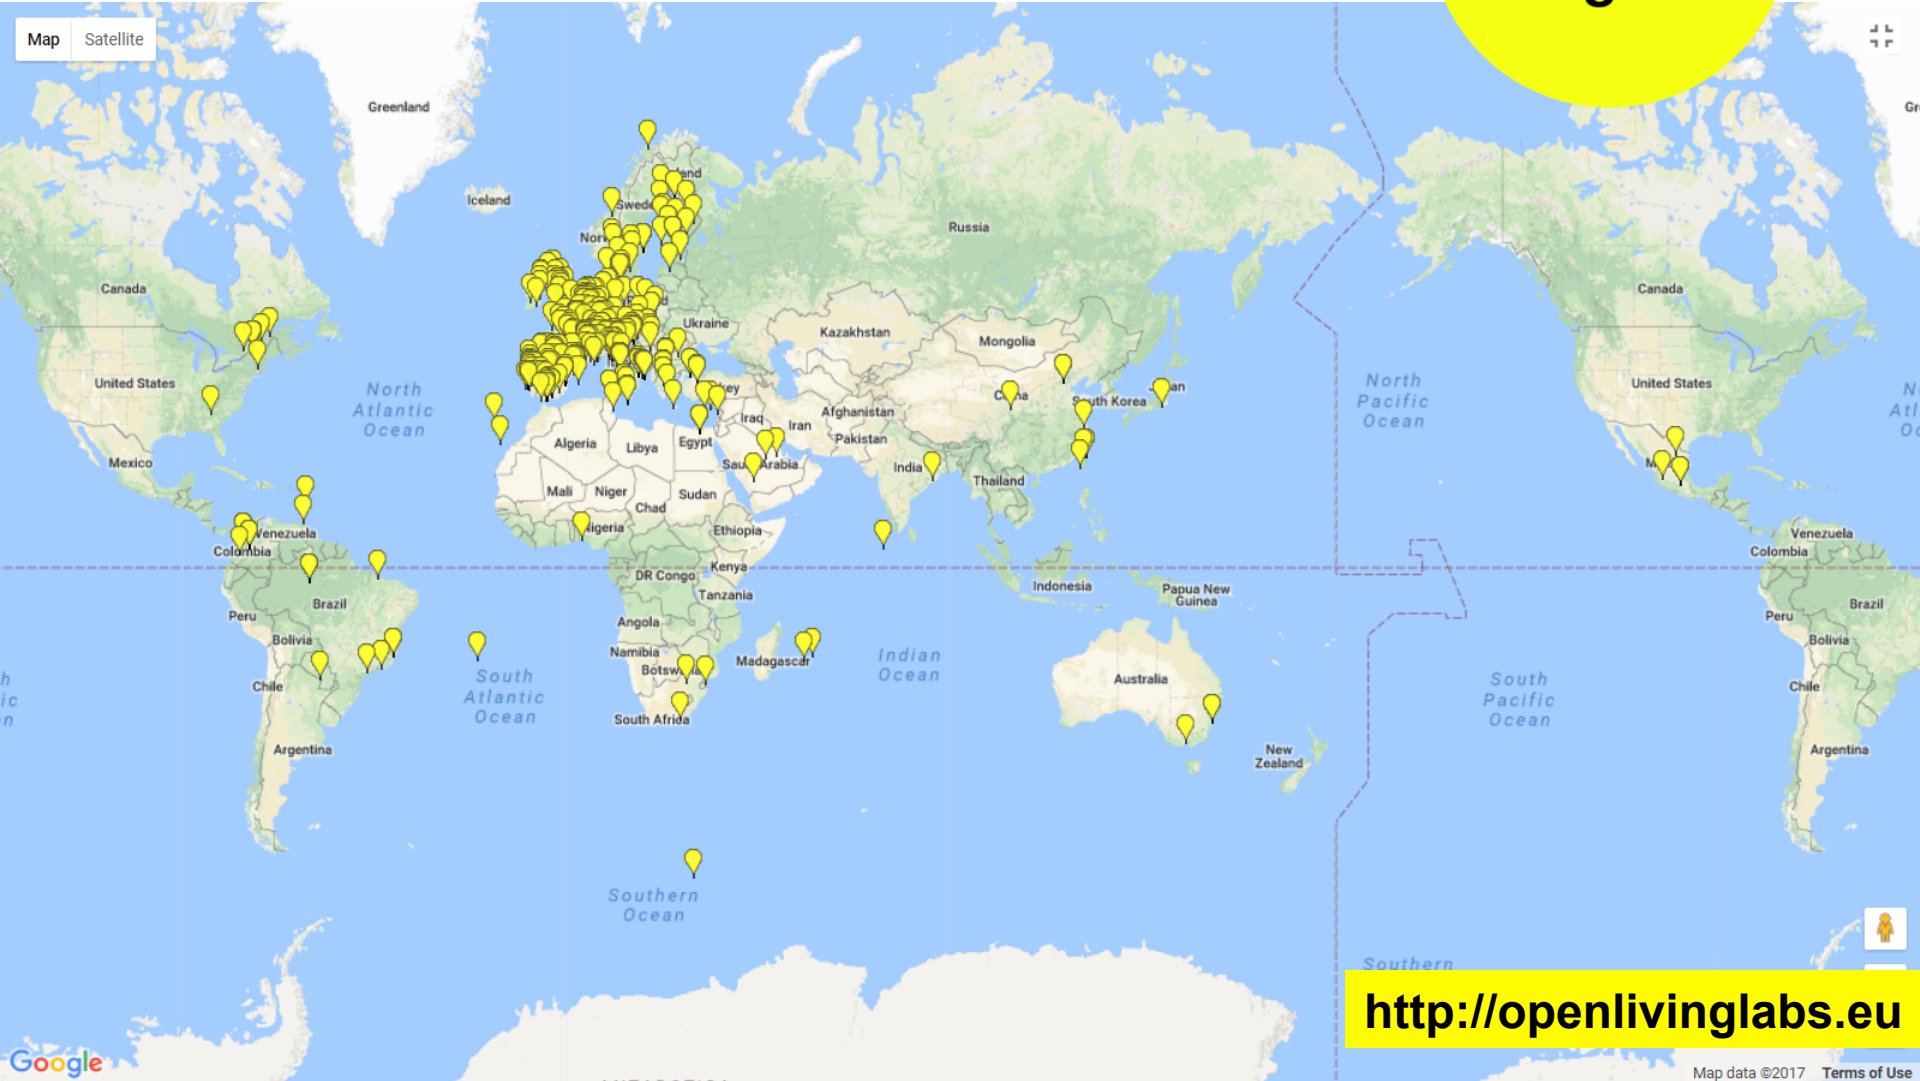 Map
Satellite
Greenland
Iceland
Russia
Canada
Canada
Ukraine
Kazakhstan
Mongolia
United States
United States
North
Atlantic
Ocean
North
Pacific
Ocean
South Korea
Afghanistan
Iraq
Iran
Pakistan
Algeria
Libya
Egypt
Mexico
India
Thailand
Mali
Niger
Sudan
Chad
Nigeria
Ethiopia
Venezuela
Venezuela
Colombia
Colombia
DR Congo
Kenya
Indonesia
Papua New
Guinea
Tanzania
Brazil
Brazil
Peru
Peru
Angola
Bolivia
Bolivia
Namibia
Madagascar
Indian
Ocean
Australia
South
Atlantic
Ocean
South
Pacific
Ocean
Chile
Chile
South Africa
Argentina
Argentina
New
Zealand
Southern
Ocean
Southern
http://openlivinglabs.eu
Google
Map data ©2017
Terms of Use